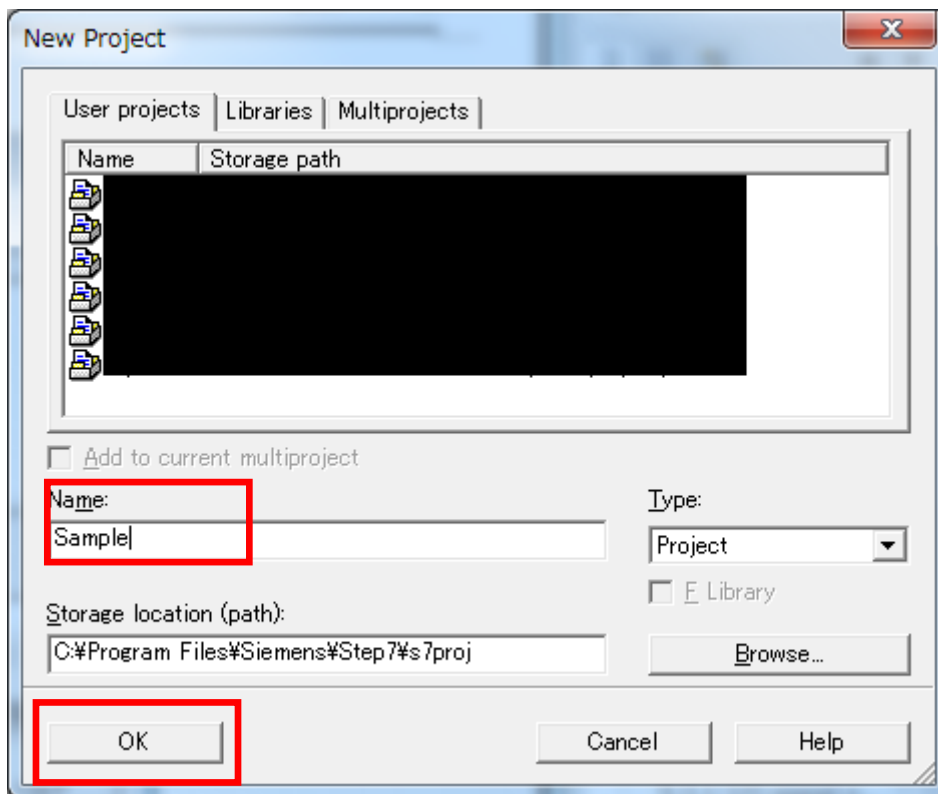 New Project
User projects Libraries Multiprojects
Name Storage path
Add to current multiproject
Name: Type:
Sample Project
F Library
Storage location (path):
C:¥Program Files¥Siemens¥Step7¥s7proj Browse...
OK Cancel Help